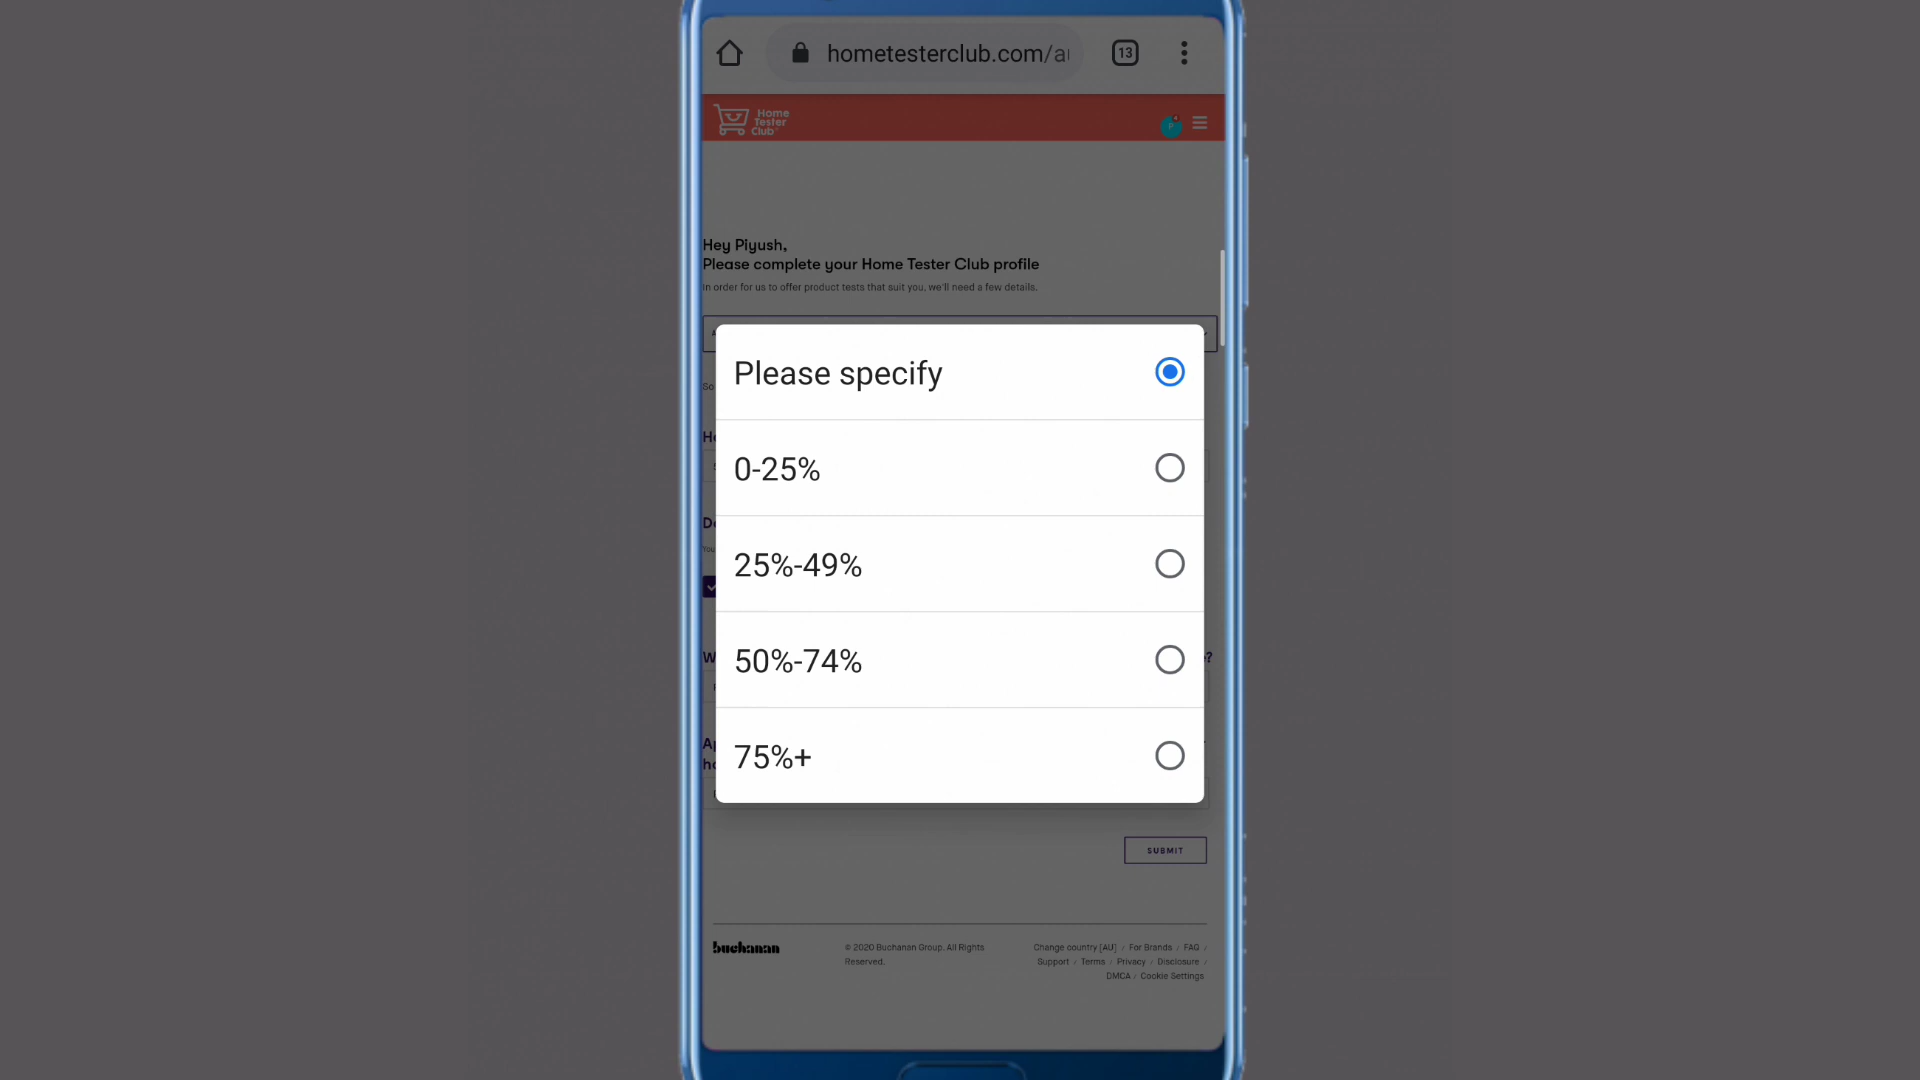 hometesterclub.com/a
13
Home
Tester
Club
Hey Piyush,
Please complete your Home Tester Club profile
In order for us to offer product tests that suit you, we'll need a few details.
Please specify
0-25%
25%-49%
50%-74%
75%+
So
You
?
SUBMIT
buchanan
© 2020 Buchanan Group. All Rights
Reserved.
Change country [AU] / For Brands / FAQ /
Support / Terms / Privacy / Disclosure /
DMCA / Cookie Settings